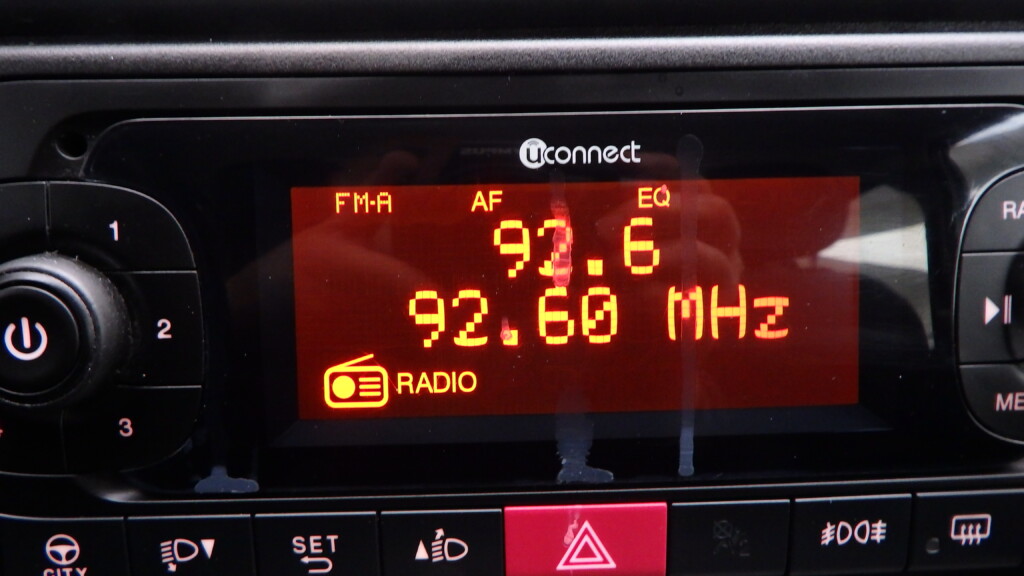 uconnect
FM-A AF EQ
92.6
92.60 MHz
RADIO
1
2
3
SET
CITY